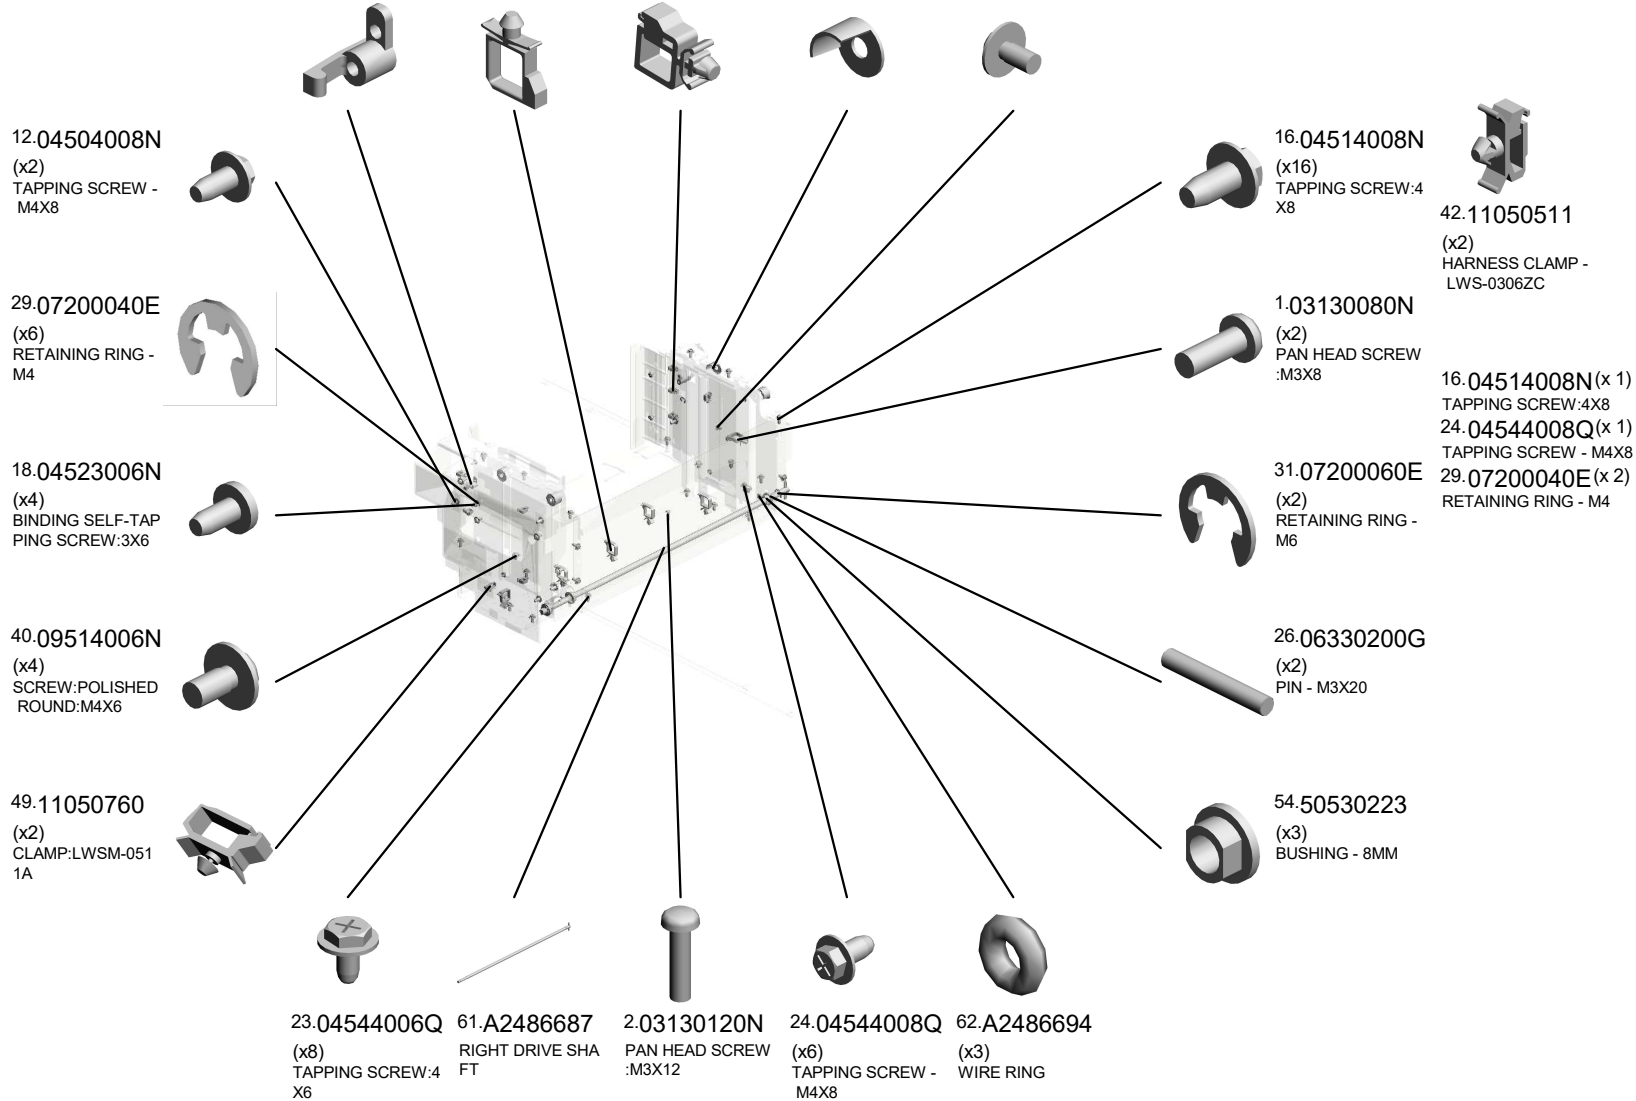 12.04504008N
(x2)
TAPPING SCREW -
M4X8
29.07200040E
(x6)
RETAINING RING -
M4
18.04523006N
(x4)
BINDING SELF-TAP
PING SCREW:3X6
40.09514006N
(x4)
SCREW:POLISHED
ROUND:M4X6
49.11050760
(x2)
CLAMP:LWSM-051
1A
23.04544006Q
(x8)
TAPPING SCREW:4
X6
61.A2486687
RIGHT DRIVE SHA
FT
2.03130120N
PAN HEAD SCREW
:M3X12
24.04544008Q
(x6)
TAPPING SCREW -
M4X8
62.A2486694
(x3)
WIRE RING
16.04514008N
(x16)
TAPPING SCREW:4
X8
1.03130080N
(x2)
PAN HEAD SCREW
:M3X8
31.07200060E
(x2)
RETAINING RING -
M6
26.06330200G
(x2)
PIN - M3X20
54.50530223
(x3)
BUSHING - 8MM
42.11050511
(x2)
HARNESS CLAMP -
LWS-0306ZC
16.04514008N(x 1)
TAPPING SCREW:4X8
24.04544008Q(x 1)
TAPPING SCREW - M4X8
29.07200040E(x 2)
RETAINING RING - M4